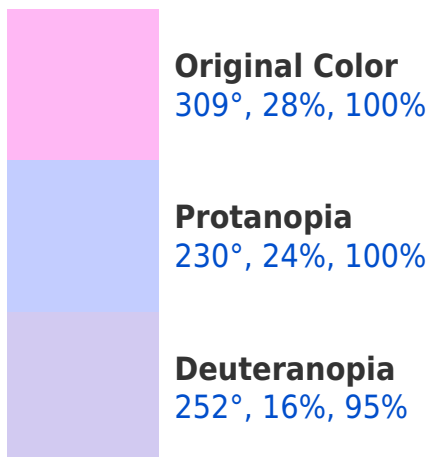 Original Color
309°, 28%, 100%
Protanopia
230°, 24%, 100%
Deuteranopia
252°, 16%, 95%